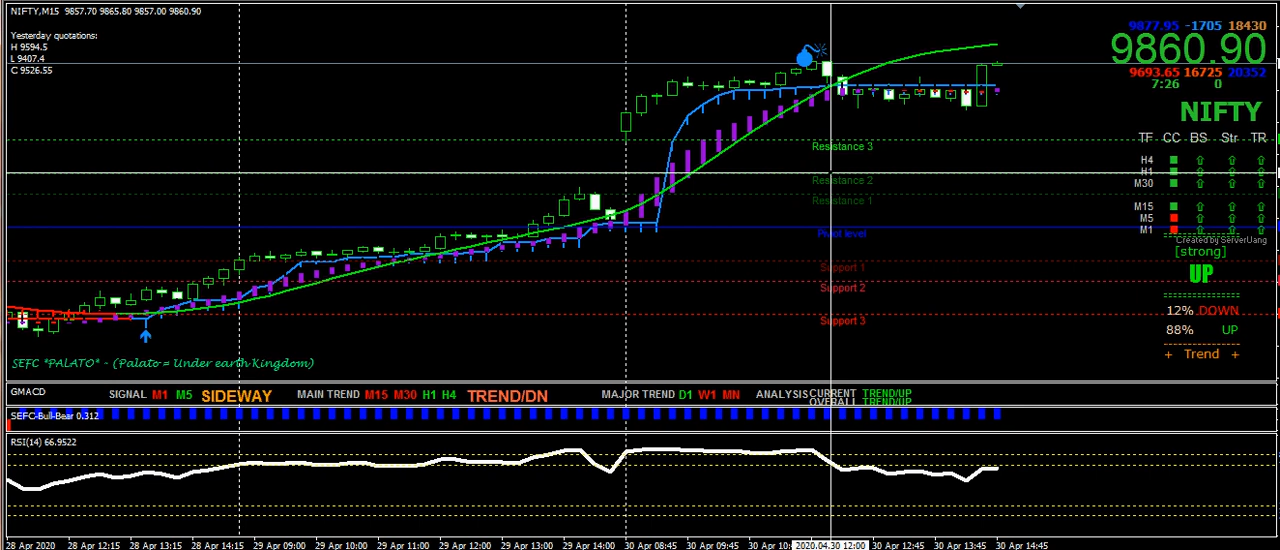 NIFTY,M15 9857.70 9865.80 9857.00 9860.90
Yesterday quotations:
H 9594.5
L 9407.4
C 9526.55
9877.95 -1705 18430
9860.90
9693.65 16725 20352
7:26 0
NIFTY
TF CC BS Str TR
H4
H1
M30
M15
M5
M1
Created by ServerUang
[strong]
UP
12% DOWN
88% UP
+ Trend +
Resistance 3
Resistance 2
Resistance 1
Pivot level
Support 1
Support 2
Support 3
SEFC *PALATO* - (Palato = Under earth Kingdom)
GMACD SIGNAL M1 M5 SIDEWAY MAIN TREND M15 M30 H1 H4 TREND/DN MAJOR TREND D1 W1 MN ANALYSIS CURRENT TREND/UP
OVERALL TREND/UP
SEFC-Bull-Bear 0.312
RSI(14) 66.9522
28 Apr 2020 28 Apr 12:15 28 Apr 13:15 28 Apr 14:15 29 Apr 09:00 29 Apr 10:00 29 Apr 11:00 29 Apr 12:00 29 Apr 13:00 29 Apr 14:00 30 Apr 08:45 30 Apr 09:45 30 Apr 10: 2020.04.30 12:00 30 Apr 12:45 30 Apr 13:45 30 Apr 14:45